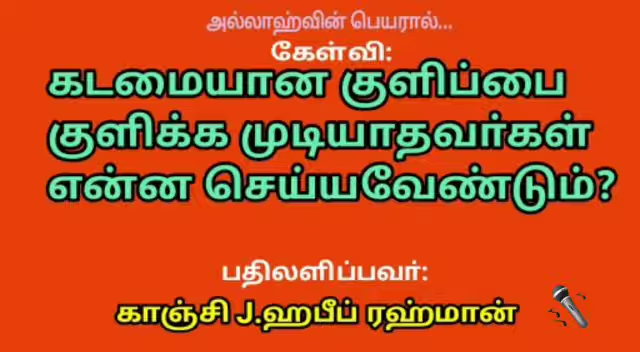 அல்லாஹ்வின் பெயரால்...
கேள்வி:
கடமையான குளிப்பை
குளிக்க முடியாதவர்கள்
என்ன செய்யவேண்டும்?
பதிலளிப்பவர்:
காஞ்சி J.ஹபீப் ரஹ்மான்